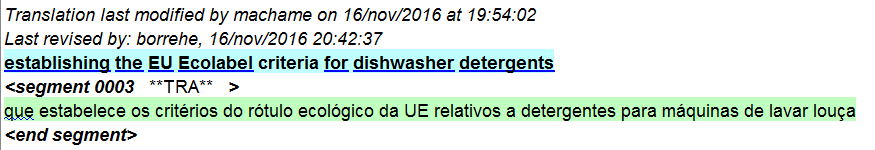 Translation last modified by machame on 16/nov/2016 at 19:54:02
Last revised by: borrehe, 16/nov/2016 20:42:37
establishing the EU Ecolabel criteria for dishwasher detergents
<segment 0003 **TRA** >
que estabelece os critérios do rótulo ecológico da UE relativos a detergentes para máquinas de lavar louça
<end segment>